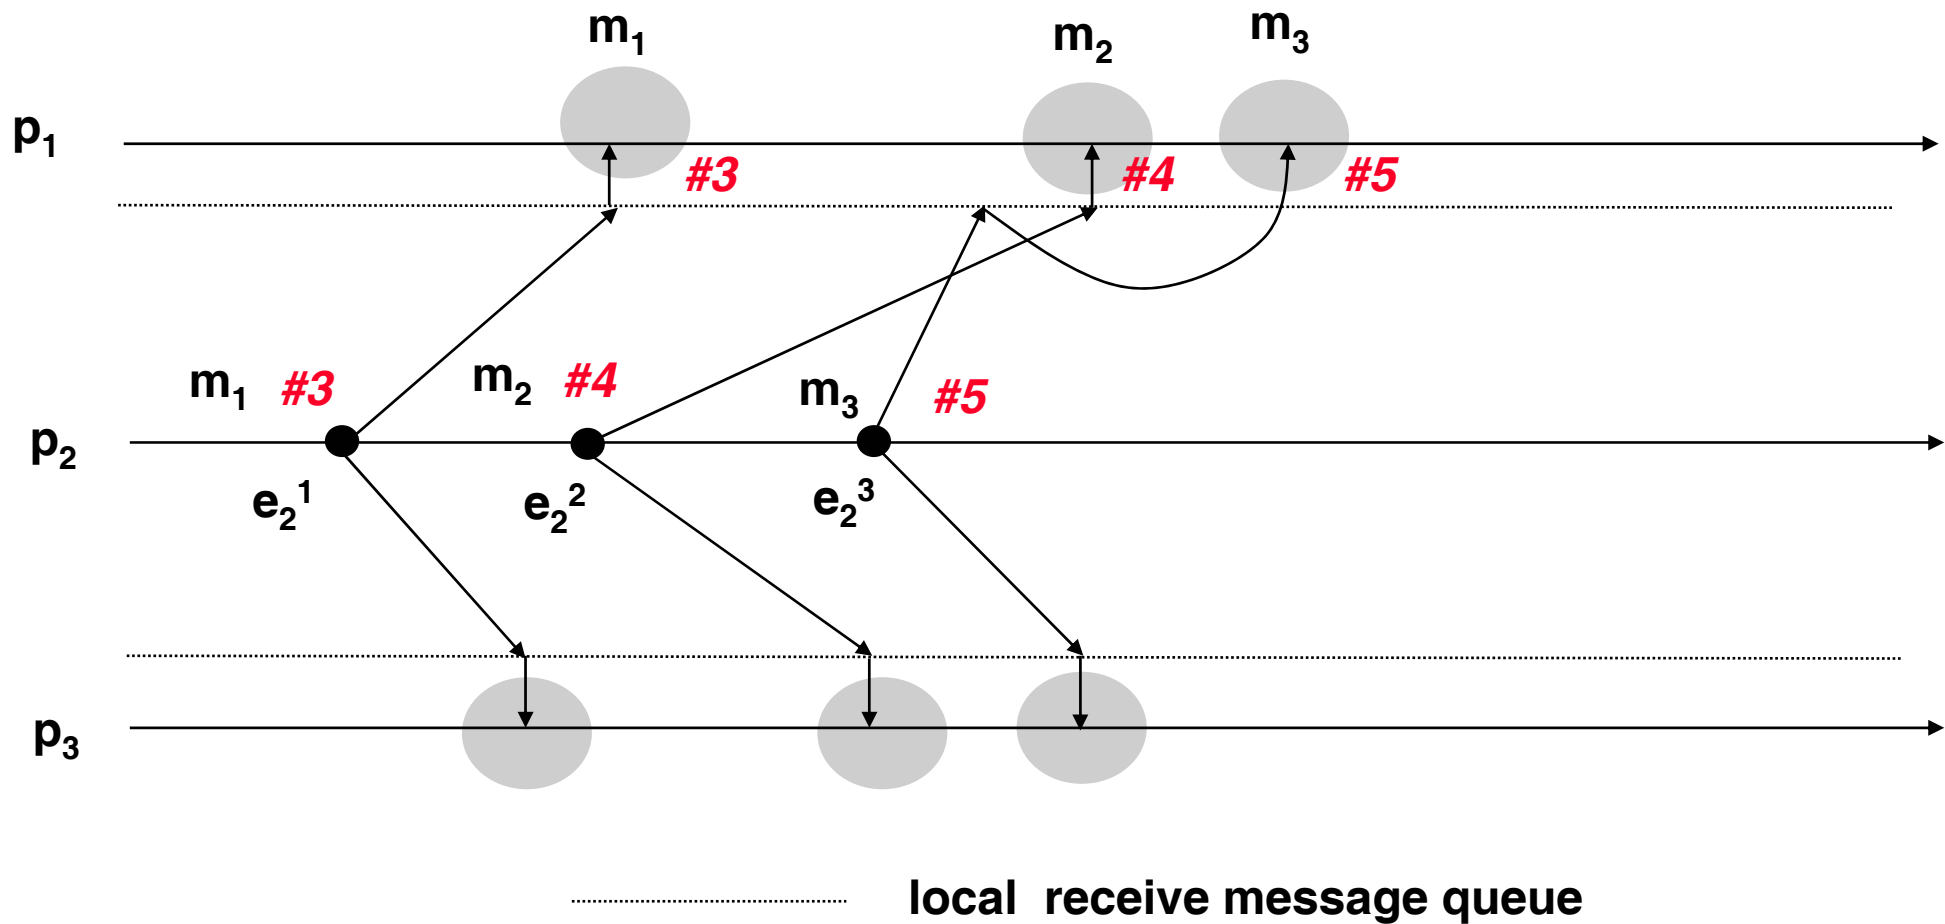 m₁ m₂ m₃
p₁
#3 #4 #5
m₁ #3 m₂ #4 m₃ #5
p₂
e₂¹ e₂² e₂³
p₃
local receive message queue